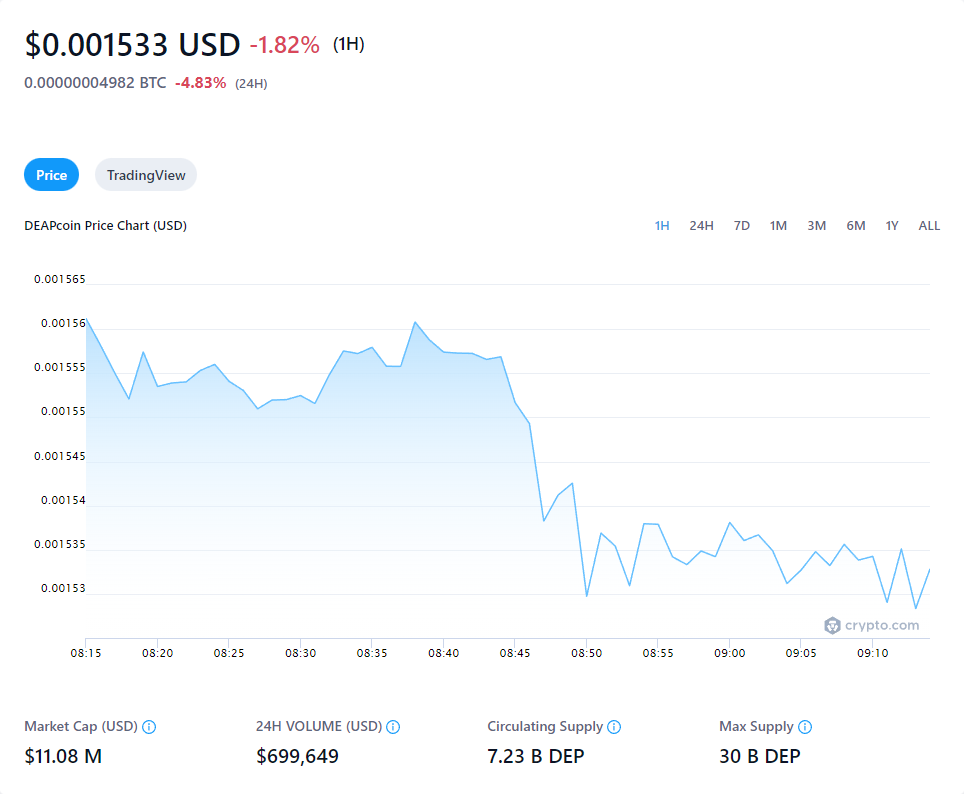 $0.001533 USD -1.82% (1H)
0.00000004982 BTC -4.83% (24H)
Price TradingView
DEAPcoin Price Chart (USD) 1H 24H 7D 1M 3M 6M 1Y ALL
0.001565
0.00156
0.001555
0.00155
0.001545
0.00154
0.001535
0.00153
crypto.com
08:15 08:20 08:25 08:30 08:35 08:40 08:45 08:50 08:55 09:00 09:05 09:10
Market Cap (USD) 24H VOLUME (USD) Circulating Supply Max Supply
$11.08 M $699,649 7.23 B DEP 30 B DEP